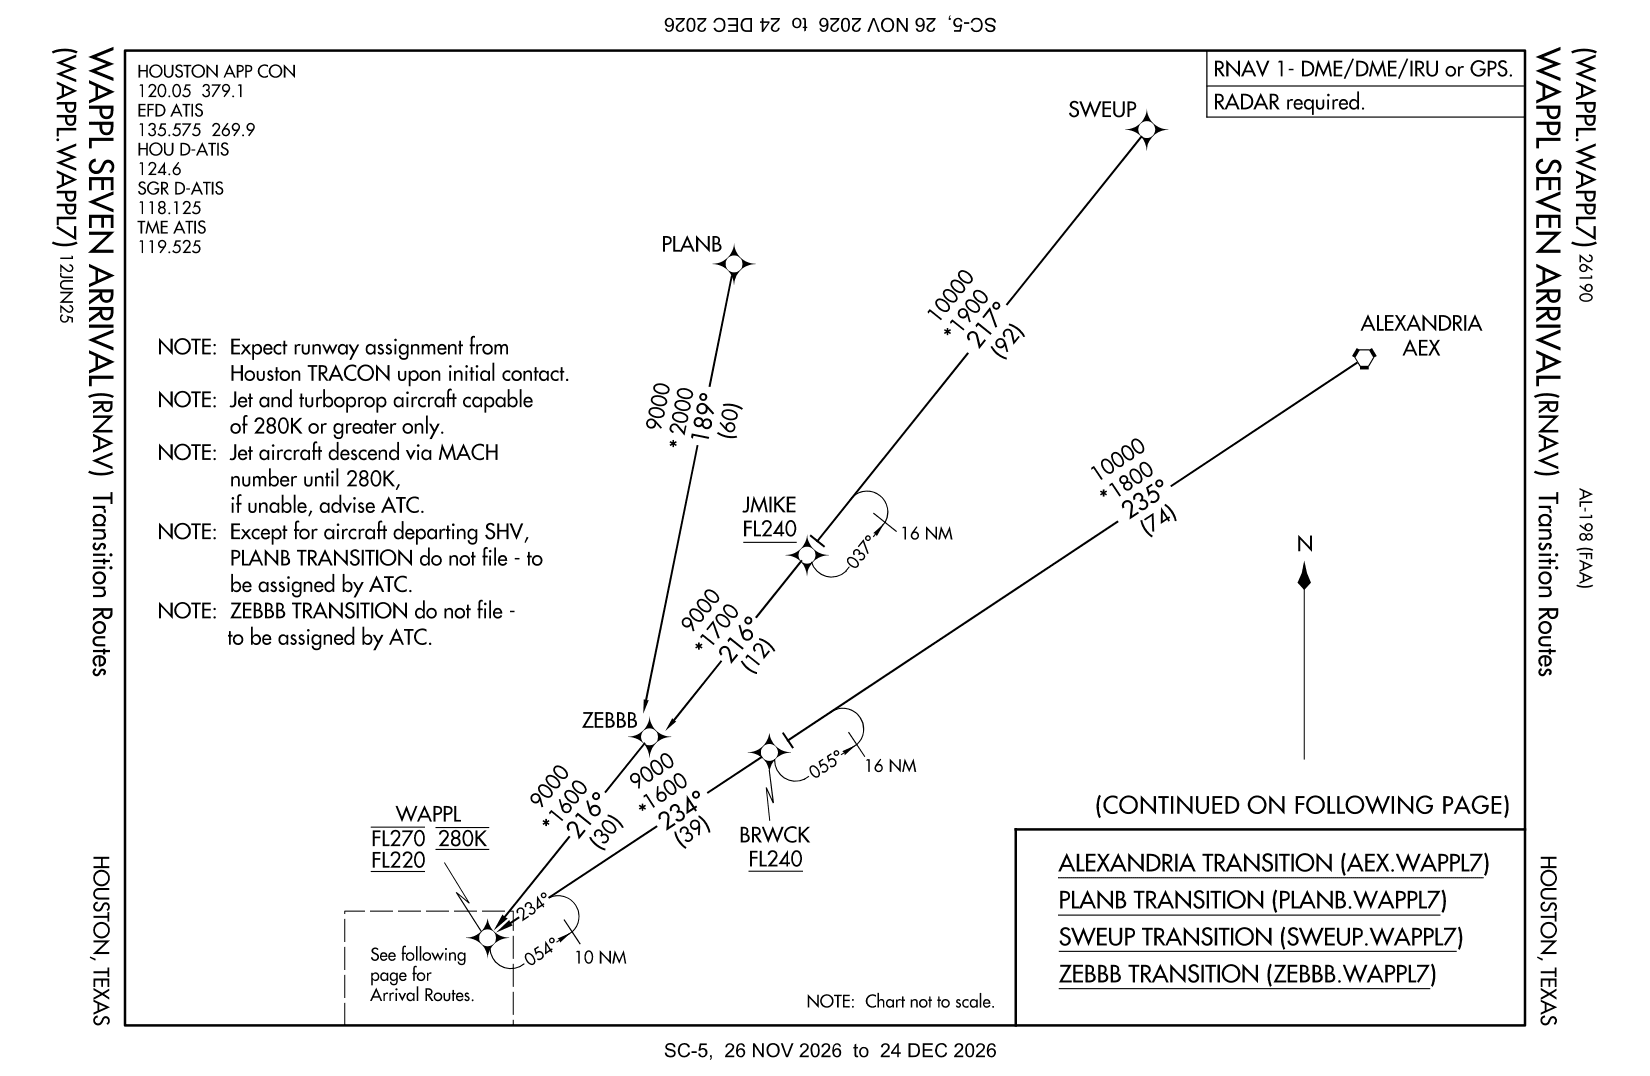 SC-5, 26 NOV 2026 to 24 DEC 2026
(WAPPL.WAPPL7) 12JUN25
WAPPL SEVEN ARRIVAL (RNAV) Transition Routes
HOUSTON, TEXAS
HOUSTON APP CON
120.05 379.1
EFD ATIS
135.575 269.9
HOU D-ATIS
124.6
SGR D-ATIS
118.125
TME ATIS
119.525
RNAV 1- DME/DME/IRU or GPS.
RADAR required.
SWEUP
PLANB
10000
*1900
217°
(92)
ALEXANDRIA
AEX
NOTE: Expect runway assignment from
Houston TRACON upon initial contact.
NOTE: Jet and turboprop aircraft capable
of 280K or greater only.
NOTE: Jet aircraft descend via MACH
number until 280K,
if unable, advise ATC.
NOTE: Except for aircraft departing SHV,
PLANB TRANSITION do not file - to
be assigned by ATC.
NOTE: ZEBBB TRANSITION do not file -
to be assigned by ATC.
9000
*2000
189°
(60)
10000
*1800
235°
(74)
JMIKE
FL240
037°
16 NM
N
9000
*1700
216°
(12)
ZEBBB
055°
16 NM
9000
*1600
216°
(30)
9000
*1600
234°
(39)
BRWCK
FL240
WAPPL
FL270 280K
FL220
234°
054°
10 NM
See following
page for
Arrival Routes.
NOTE: Chart not to scale.
(CONTINUED ON FOLLOWING PAGE)
ALEXANDRIA TRANSITION (AEX.WAPPL7)
PLANB TRANSITION (PLANB.WAPPL7)
SWEUP TRANSITION (SWEUP.WAPPL7)
ZEBBB TRANSITION (ZEBBB.WAPPL7)
(WAPPL.WAPPL7) 26190
AL-198 (FAA)
WAPPL SEVEN ARRIVAL (RNAV) Transition Routes
HOUSTON, TEXAS
SC-5, 26 NOV 2026 to 24 DEC 2026